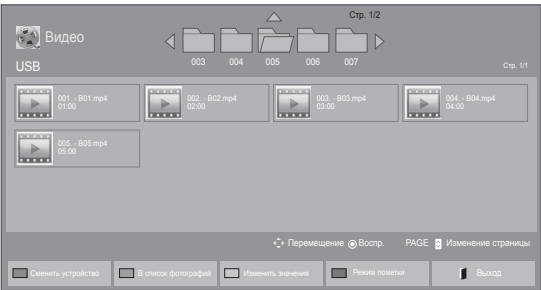 Стр. 1/2
Видео
003 004 005 006 007
USB
Стр. 1/1
001. - B01.mp4
01:00
002. - B02.mp4
02:00
003. - B03.mp4
03:00
004. - B04.mp4
04:00
005. - B05.mp4
05:00
Перемещение Воспр. PAGE Изменение страницы
Сменить устройство В список фотографий Изменить значения Режим пометки Выход